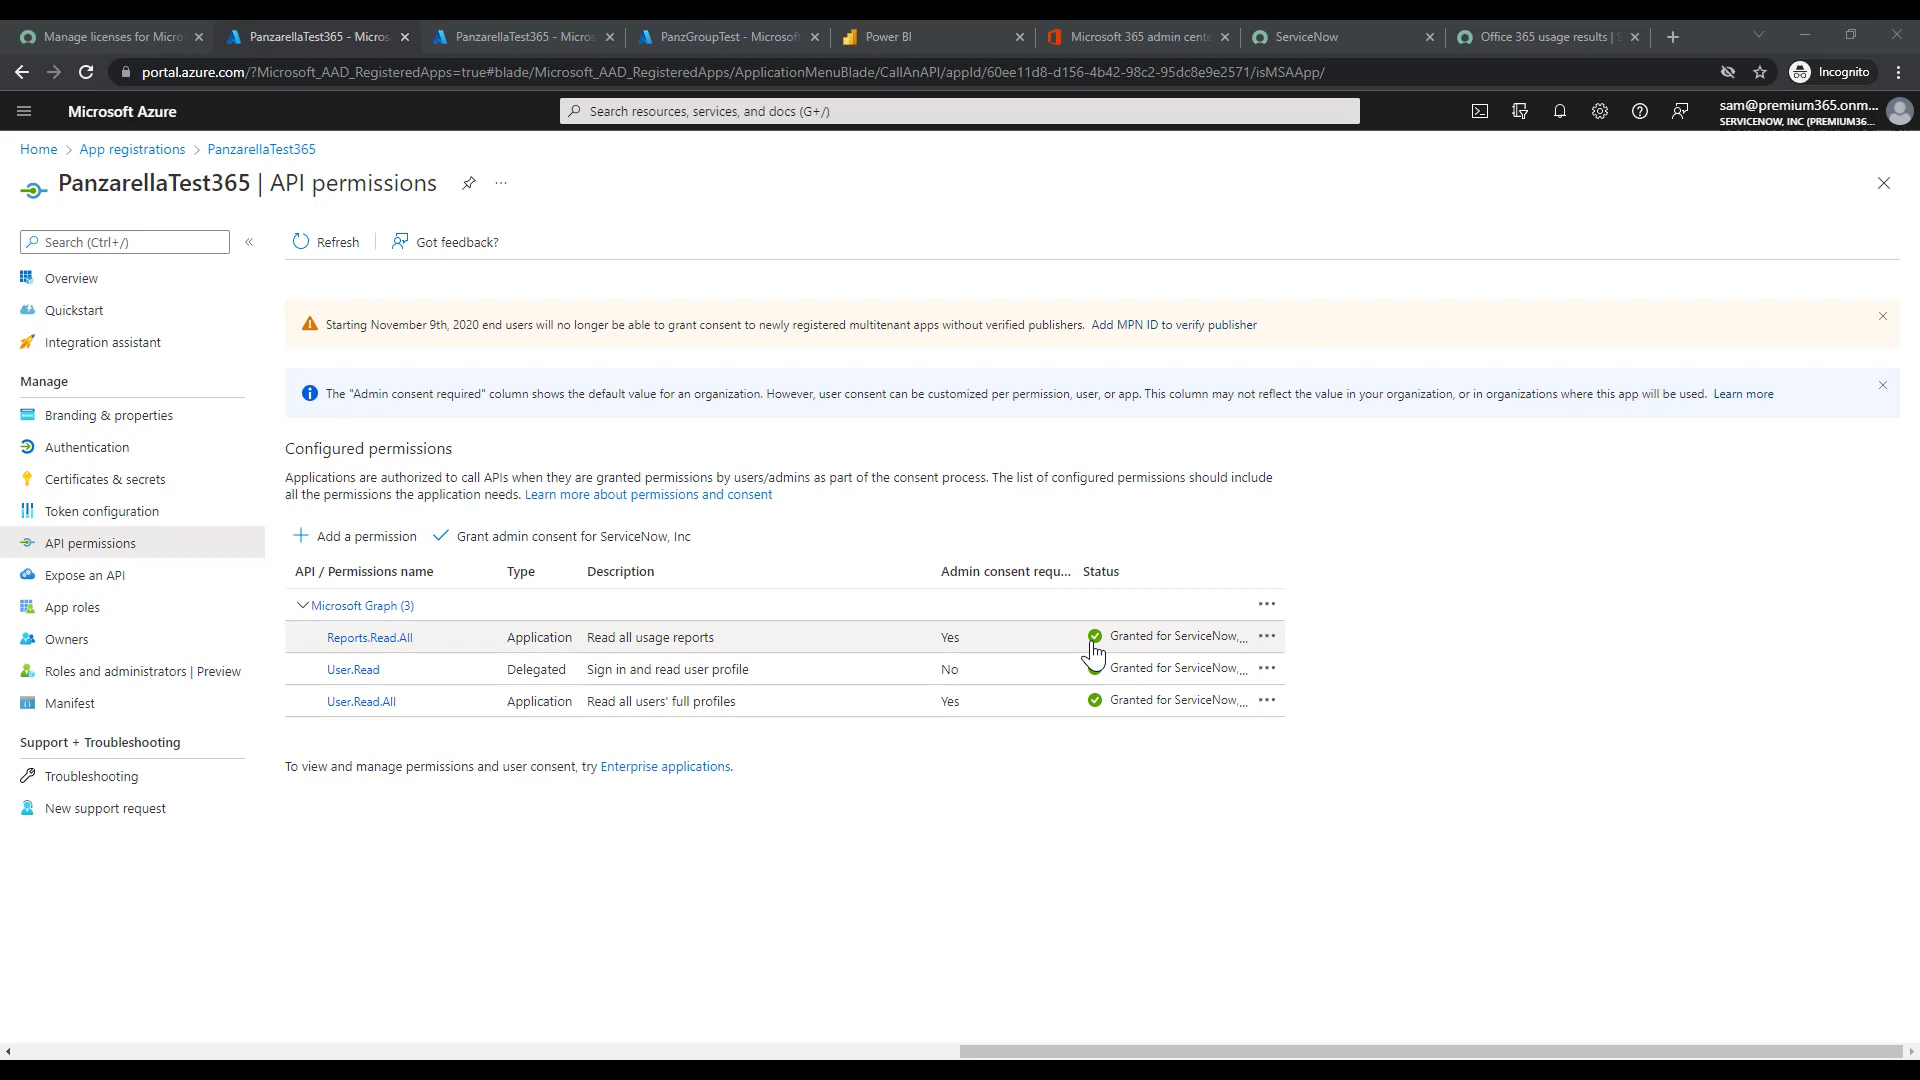 Manage licenses for Micro
PanzarellaTest365 - Micros
PanzarellaTest365 - Micros
PanzGroupTest - Microsoft
Power BI
Microsoft 365 admin cente
ServiceNow
Office 365 usage results | S
portal.azure.com/?Microsoft_AAD_RegisteredApps=true#blade/Microsoft_AAD_RegisteredApps/ApplicationMenuBlade/CallAnAPI/appId/60ee11d8-d156-4b42-98c2-95dc8e9e2571/isMSAApp/
Incognito
Microsoft Azure
Search resources, services, and docs (G+/)
sam@premium365.onm...
SERVICENOW, INC (PREMIUM36...
Home > App registrations > PanzarellaTest365
PanzarellaTest365 | API permissions
Search (Ctrl+/)
Refresh
Got feedback?
Overview
Quickstart
Integration assistant
Manage
Branding & properties
Authentication
Certificates & secrets
Token configuration
API permissions
Expose an API
App roles
Owners
Roles and administrators | Preview
Manifest
Support + Troubleshooting
Troubleshooting
New support request
Starting November 9th, 2020 end users will no longer be able to grant consent to newly registered multitenant apps without verified publishers. Add MPN ID to verify publisher
The "Admin consent required" column shows the default value for an organization. However, user consent can be customized per permission, user, or app. This column may not reflect the value in your organization, or in organizations where this app will be used. Learn more
Configured permissions
Applications are authorized to call APIs when they are granted permissions by users/admins as part of the consent process. The list of configured permissions should include
all the permissions the application needs. Learn more about permissions and consent
Add a permission
Grant admin consent for ServiceNow, Inc
API / Permissions name Type Description Admin consent requ... Status
Microsoft Graph (3)
Reports.Read.All Application Read all usage reports Yes Granted for ServiceNow,...
User.Read Delegated Sign in and read user profile No Granted for ServiceNow,...
User.Read.All Application Read all users' full profiles Yes Granted for ServiceNow,...
To view and manage permissions and user consent, try Enterprise applications.